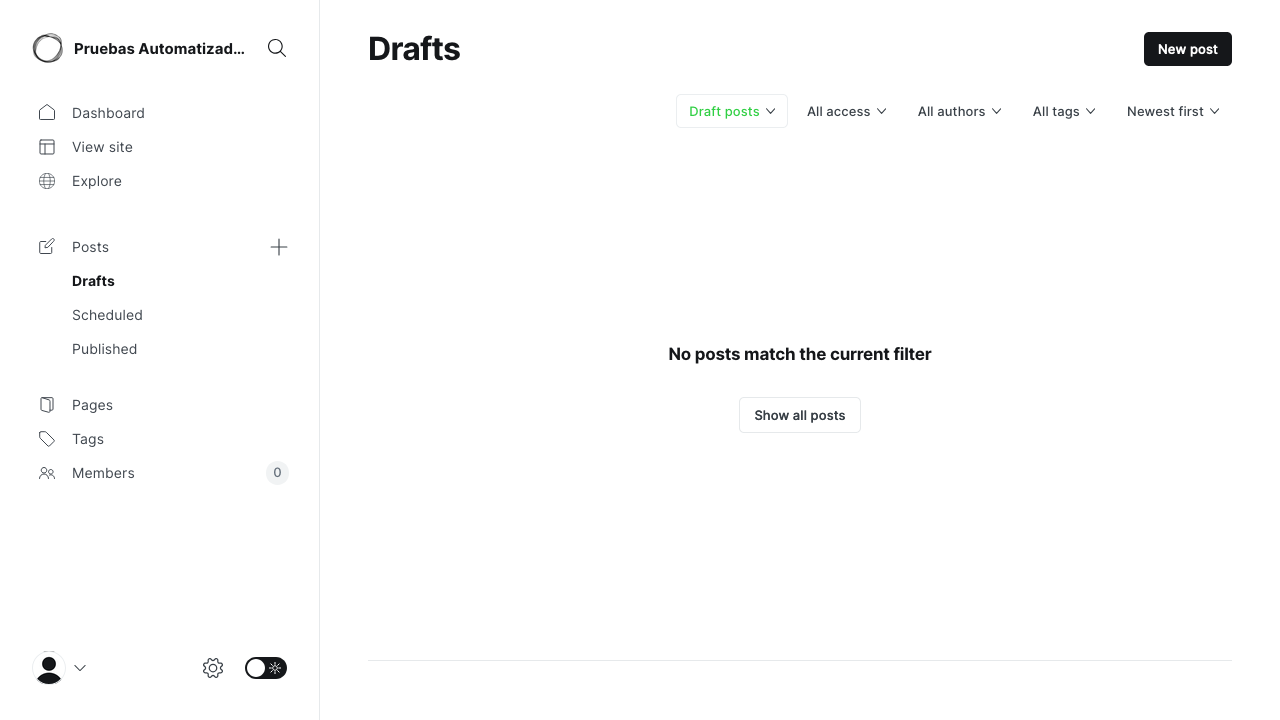 Pruebas Automatizad...
Dashboard
View site
Explore
Posts
Drafts
Scheduled
Published
Pages
Tags
Members
0
Drafts
New post
Draft posts
All access
All authors
All tags
Newest first
No posts match the current filter
Show all posts